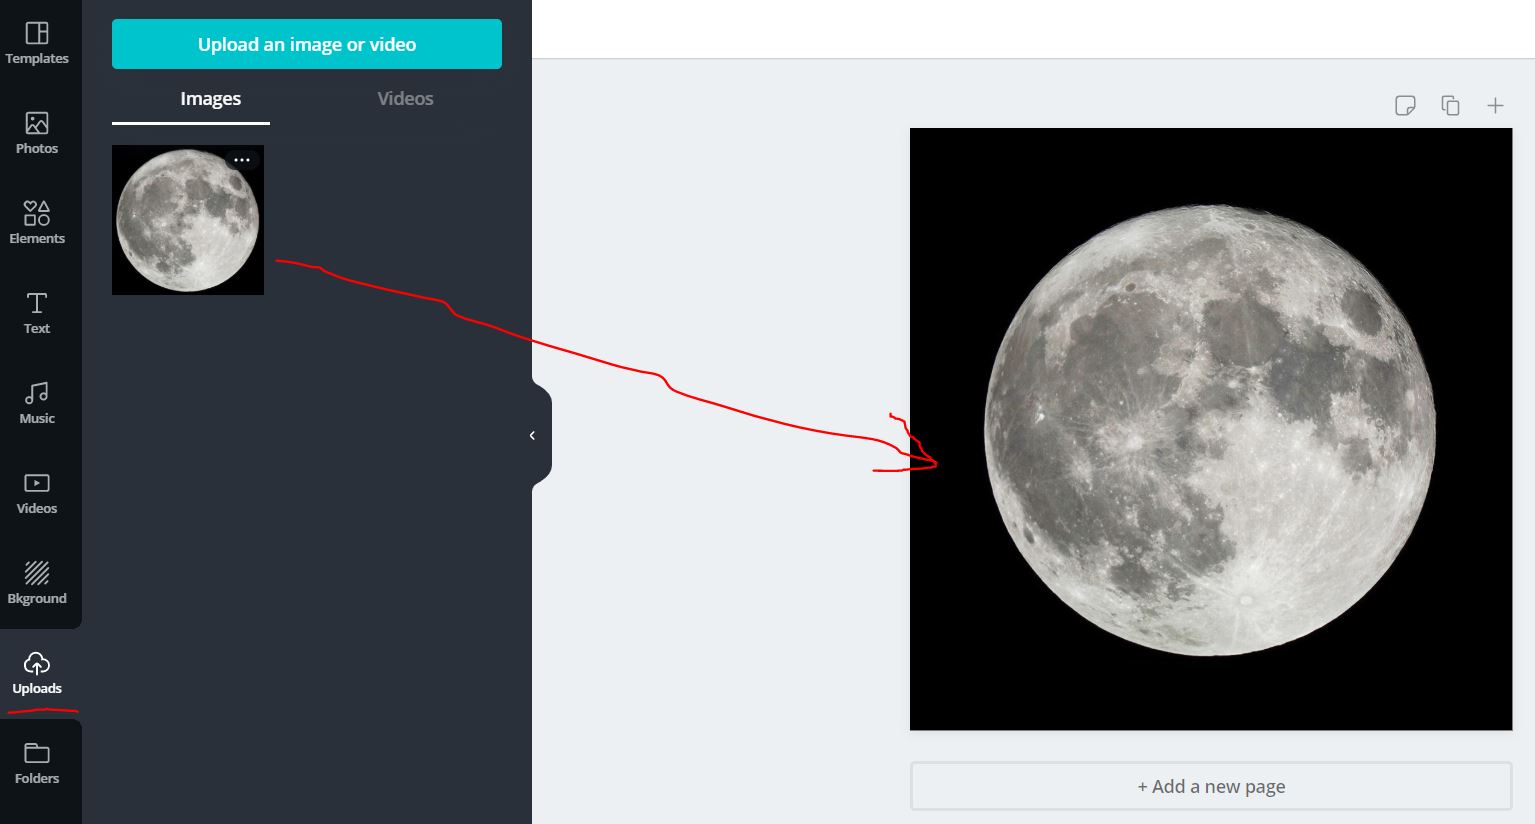 Templates
Photos
Elements
Text
Music
Videos
Bkground
Uploads
Folders
Upload an image or video
Images
Videos
+ Add a new page